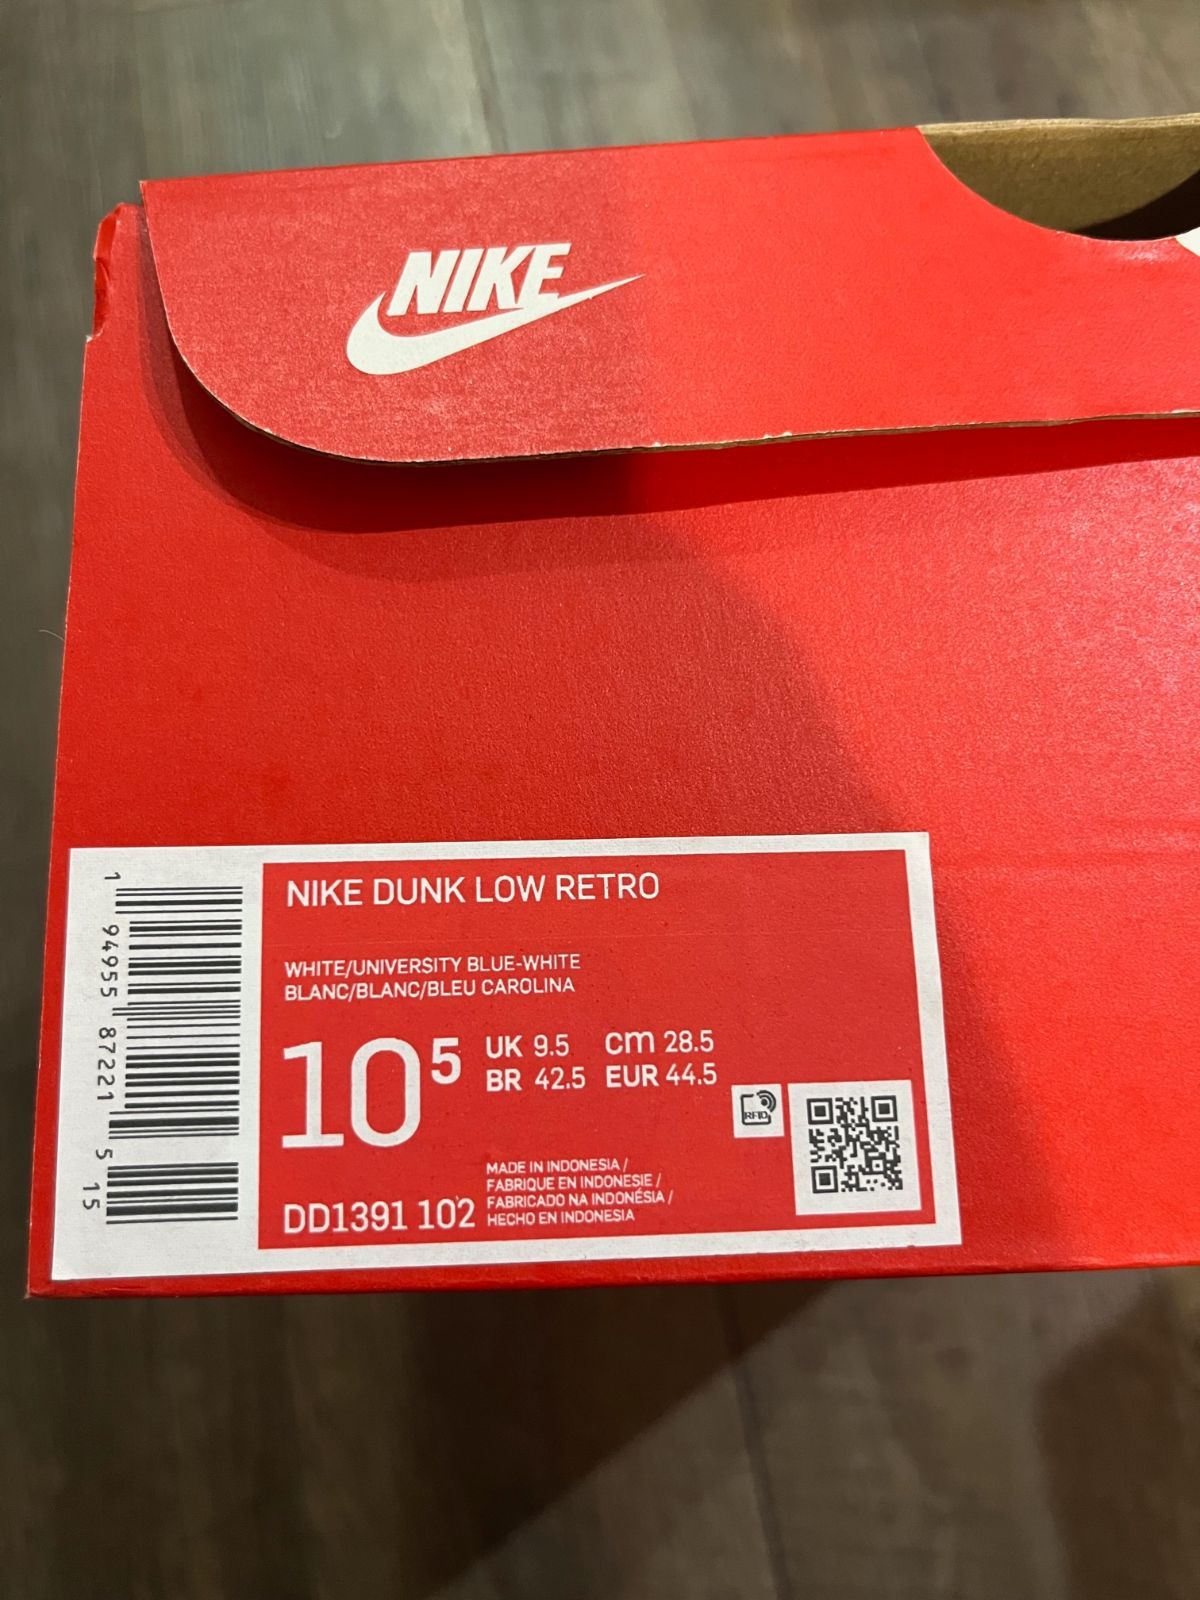 NIKE
NIKE DUNK LOW RETRO
WHITE/UNIVERSITY BLUE-WHITE
BLANC/BLANC/BLEU CAROLINA
10 5
UK 9.5 cm 28.5
BR 42.5 EUR 44.5
RFID
MADE IN INDONESIA /
FABRIQUE EN INDONESIE /
FABRICADO NA INDONÉSIA /
HECHO EN INDONESIA
DD1391 102
1 94955 87221 5 15